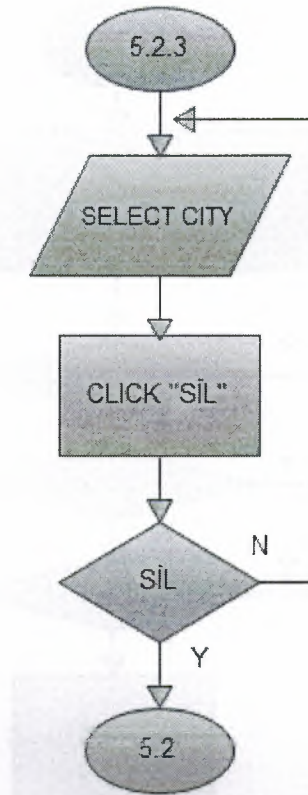 5.2.3
SELECT CITY
CLICK "SİL"
SİL
N
Y
5.2